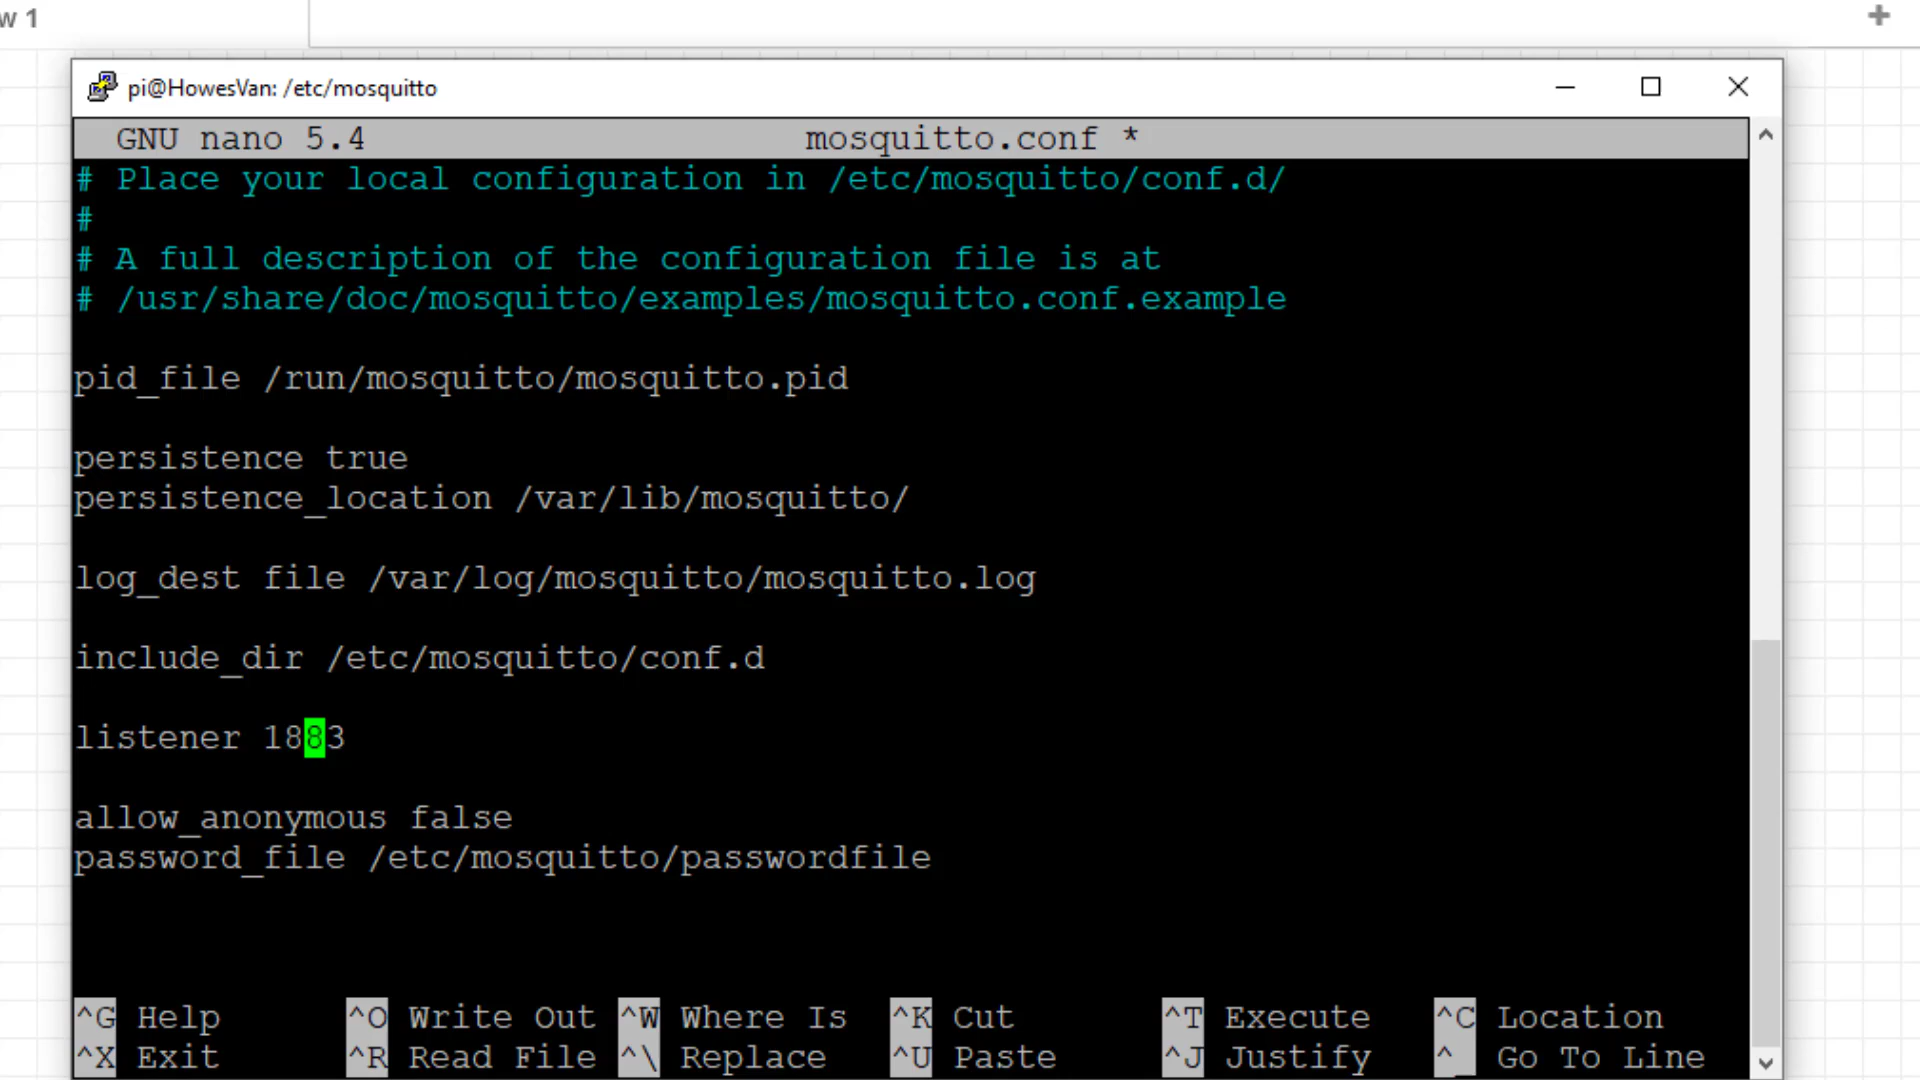 w 1
pi@HowesVan: /etc/mosquitto
GNU nano 5.4 mosquitto.conf *
# Place your local configuration in /etc/mosquitto/conf.d/
#
# A full description of the configuration file is at
# /usr/share/doc/mosquitto/examples/mosquitto.conf.example
pid_file /run/mosquitto/mosquitto.pid
persistence true
persistence_location /var/lib/mosquitto/
log_dest file /var/log/mosquitto/mosquitto.log
include_dir /etc/mosquitto/conf.d
listener 1883
allow_anonymous false
password_file /etc/mosquitto/passwordfile
^G Help ^O Write Out ^W Where Is ^K Cut ^T Execute ^C Location
^X Exit ^R Read File ^\ Replace ^U Paste ^J Justify ^_ Go To Line